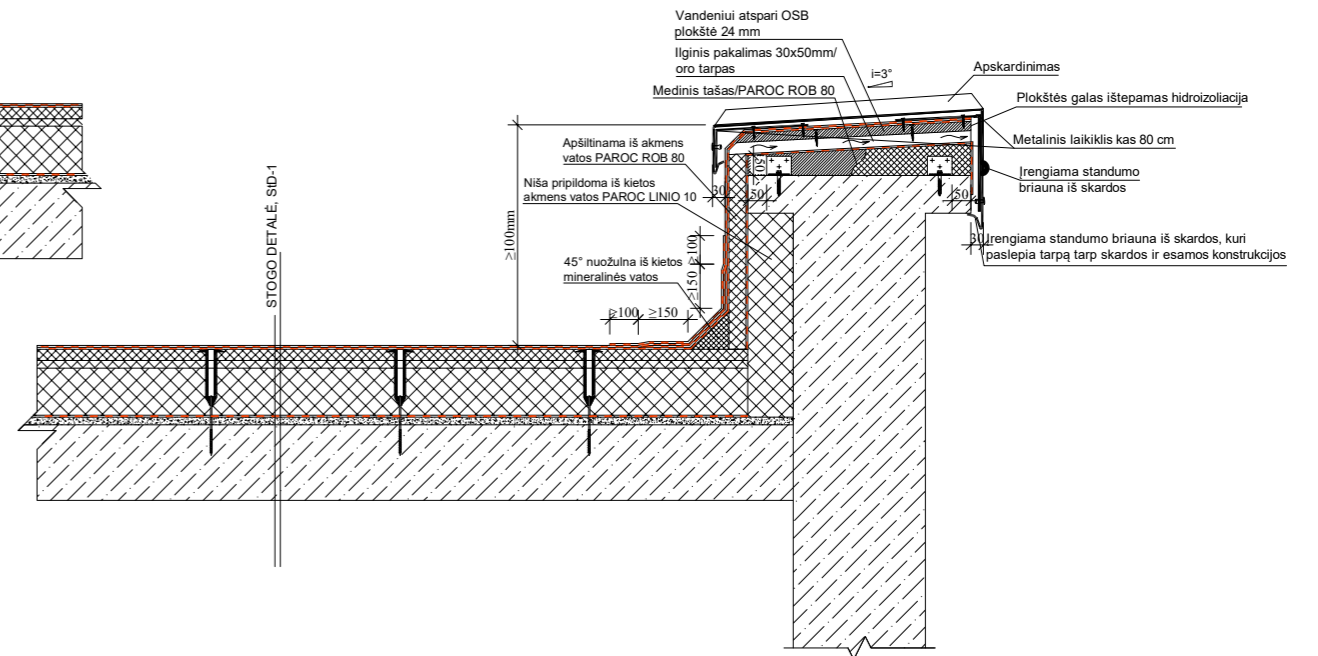 Vandeniui atspari OSB
plokštė 24 mm
Ilginis pakalimas 30x50mm/
oro tarpas
Medinis tašas/PAROC ROB 80
i=3°
Apskardinimas
Plokštės galas ištepamas hidroizoliacija
Metalinis laikiklis kas 80 cm
Įrengiama standumo
briauna iš skardos
Apšiltinama iš akmens
vatos PAROC ROB 80
Niša pripildoma iš kietos
akmens vatos PAROC LINIO 10
45° nuožulna iš kietos
mineralinės vatos
Įrengiama standumo briauna iš skardos, kuri
paslepia tarpą tarp skardos ir esamos konstrukcijos
STOGO DETALĖ, SID-1
≥100mm
≥100
≥150
≥100
≥150
30
50
≥50
50
30